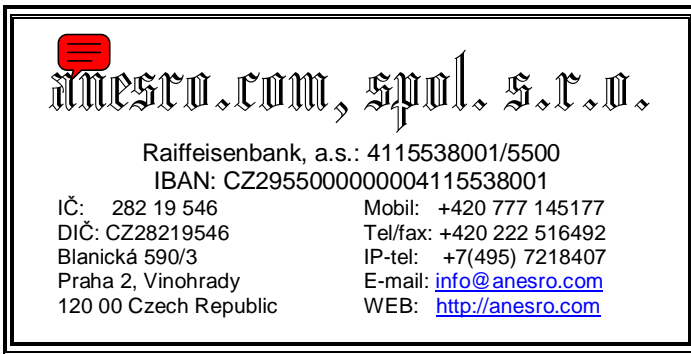 anesro.com, spol. s.r.o.
Raiffeisenbank, a.s.: 4115538001/5500
IBAN: CZ2955000000004115538001
IČ: 282 19 546
DIČ: CZ28219546
Blanická 590/3
Praha 2, Vinohrady
120 00 Czech Republic
Mobil: +420 777 145177
Tel/fax: +420 222 516492
IP-tel: +7(495) 7218407
E-mail: info@anesro.com
WEB: http://anesro.com